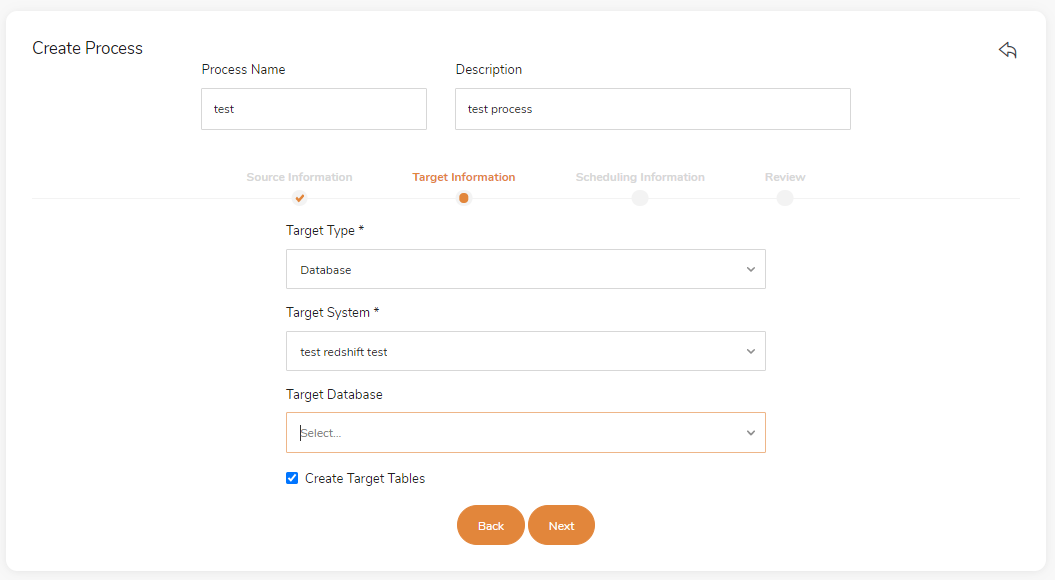 Create Process
Process Name
Description
test
test process
Source Information
Target Information
Scheduling Information
Review
Target Type *
Database
Target System *
test redshift test
Target Database
Select...
Create Target Tables
Back
Next